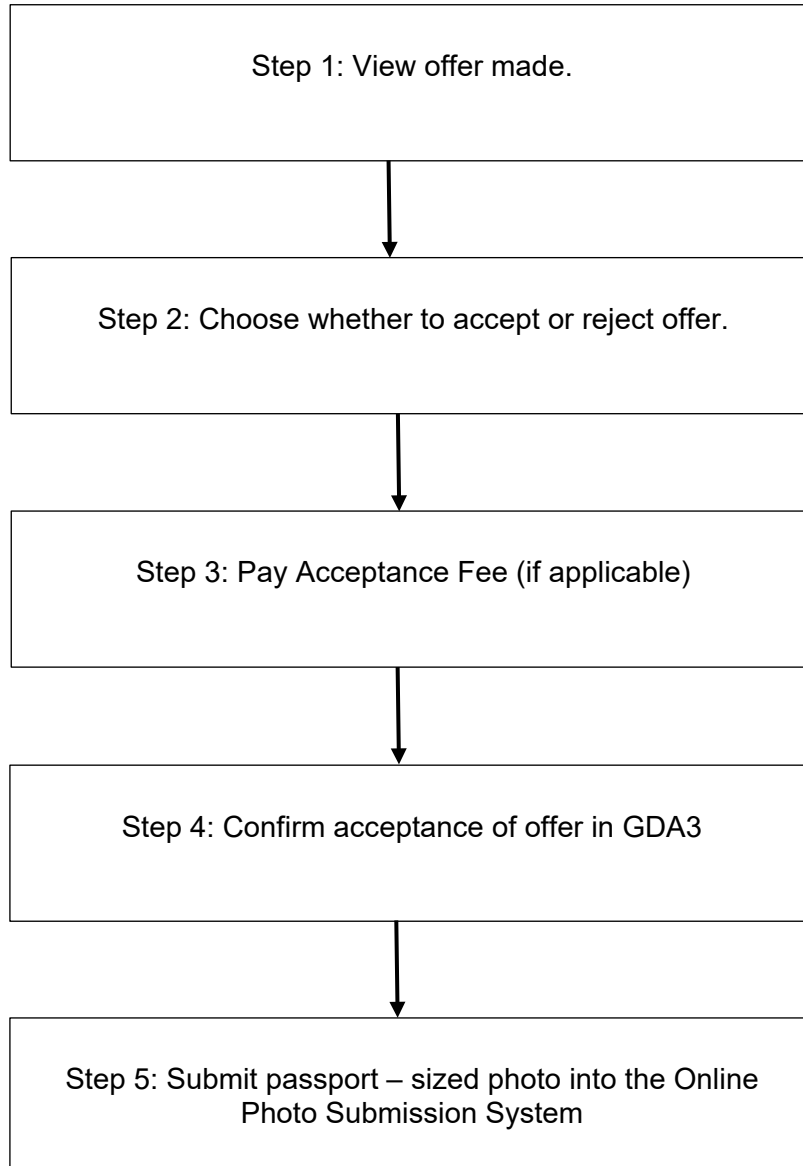 Step 1: View offer made.
Step 2: Choose whether to accept or reject offer.
Step 3: Pay Acceptance Fee (if applicable)
Step 4: Confirm acceptance of offer in GDA3
Step 5: Submit passport – sized photo into the Online
Photo Submission System